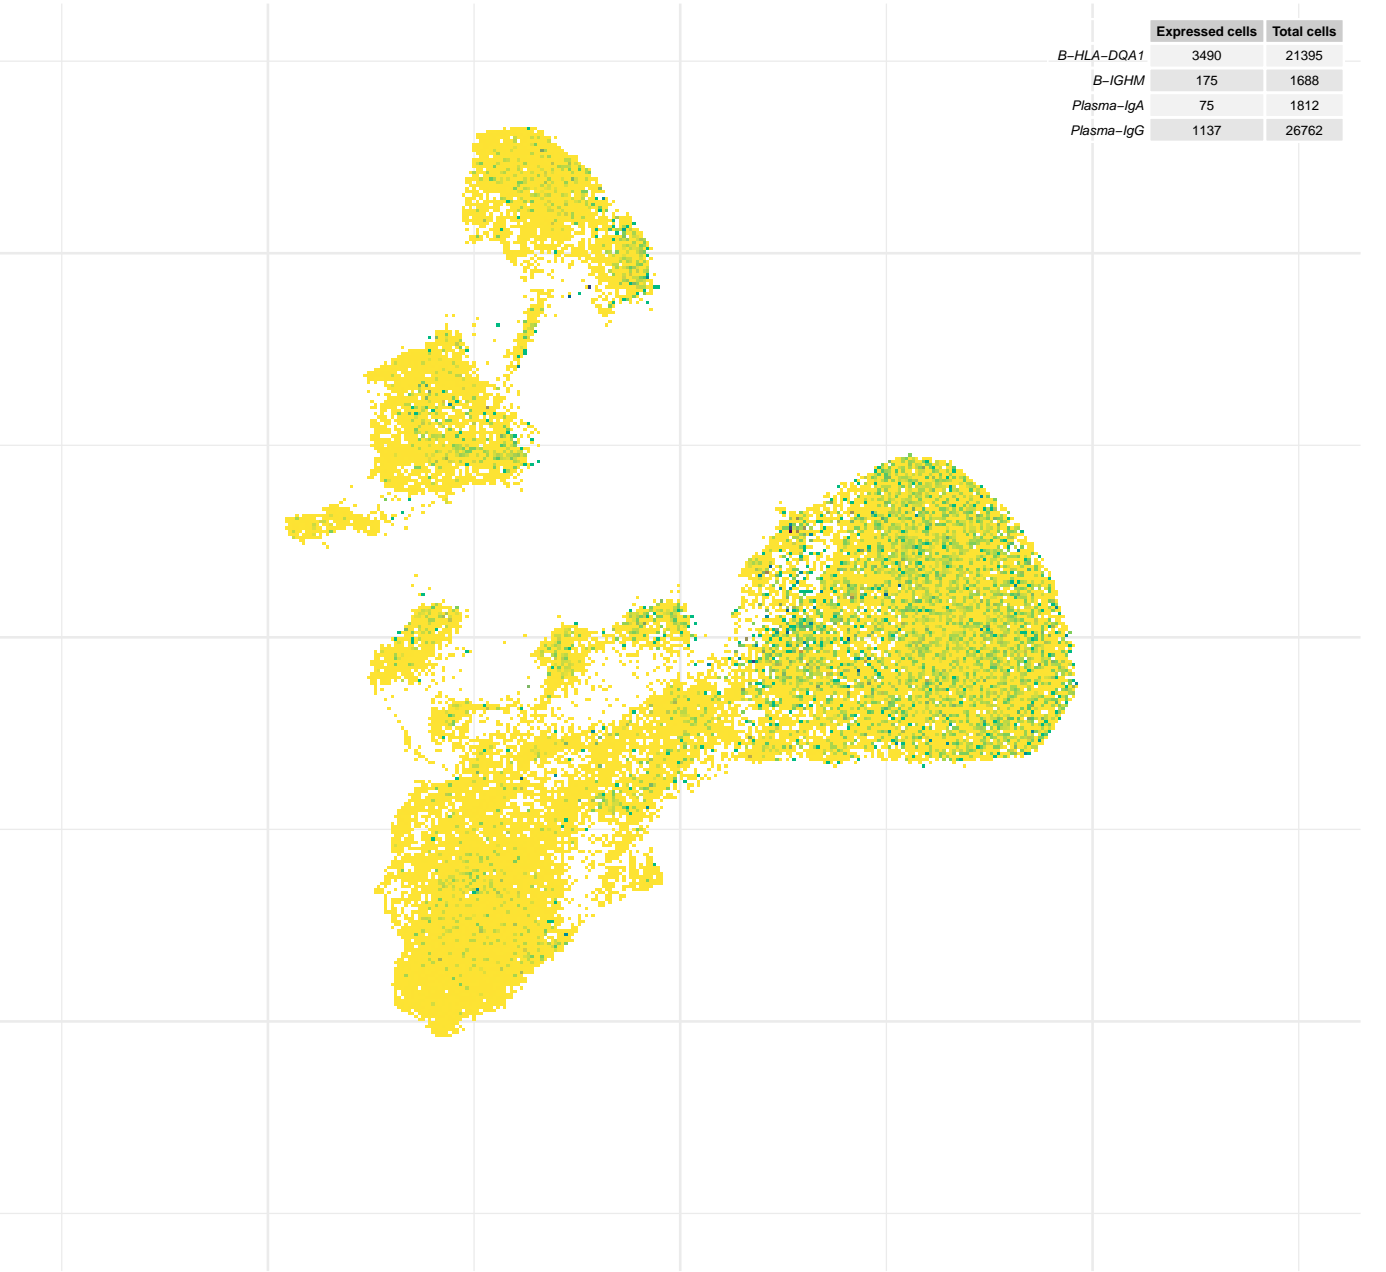 Expressed cells Total cells
B−HLA−DQA1 3490 21395
B−IGHM 175 1688
Plasma−IgA 75 1812
Plasma−IgG 1137 26762